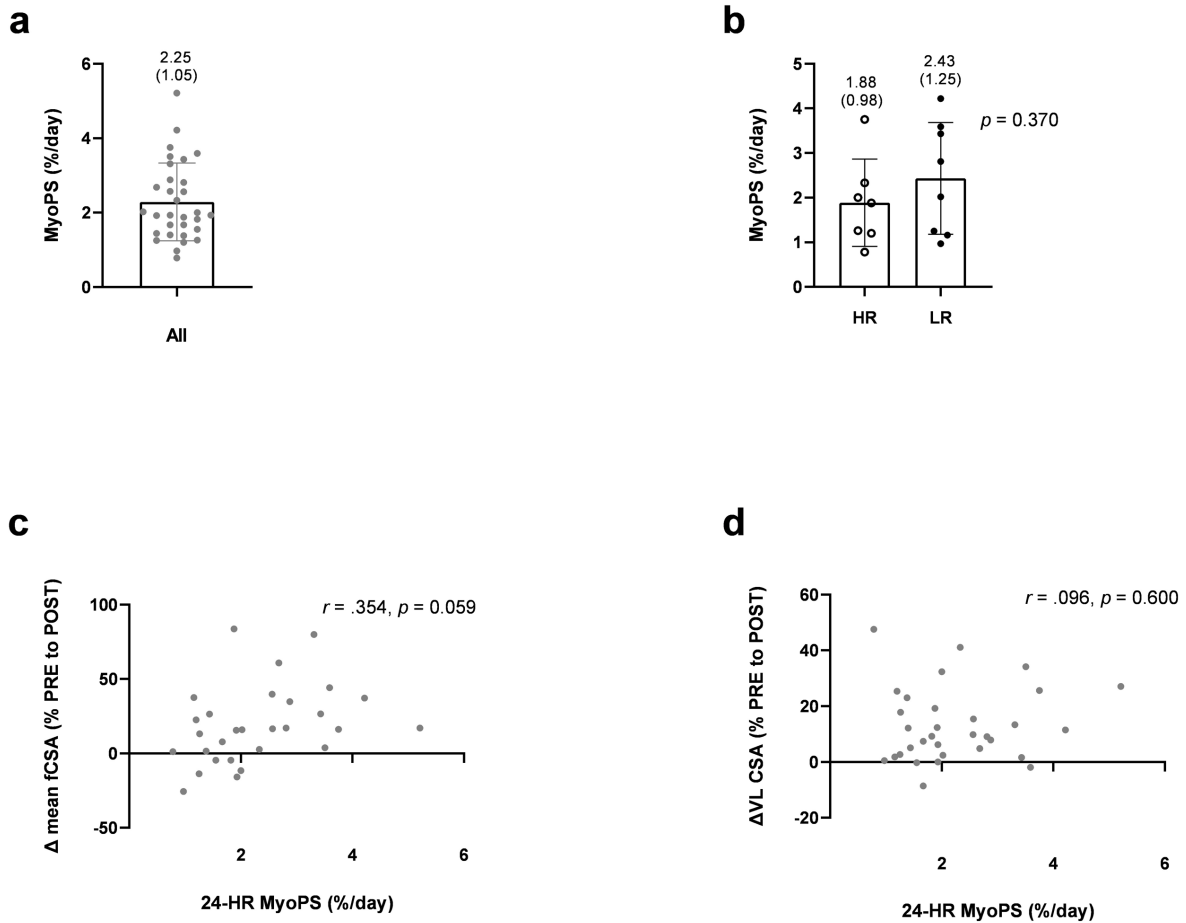 a
2.25
(1.05)
MyoPS (%/day)
6
4
2
0
All
b
1.88
(0.98)
2.43
(1.25)
p = 0.370
MyoPS (%/day)
5
4
3
2
1
0
HR
LR
c
r = .354, p = 0.059
Δ mean fCSA (% PRE to POST)
100
50
0
-50
2
4
6
24-HR MyoPS (%/day)
d
r = .096, p = 0.600
ΔVL CSA (% PRE to POST)
60
40
20
0
-20
2
4
6
24-HR MyoPS (%/day)